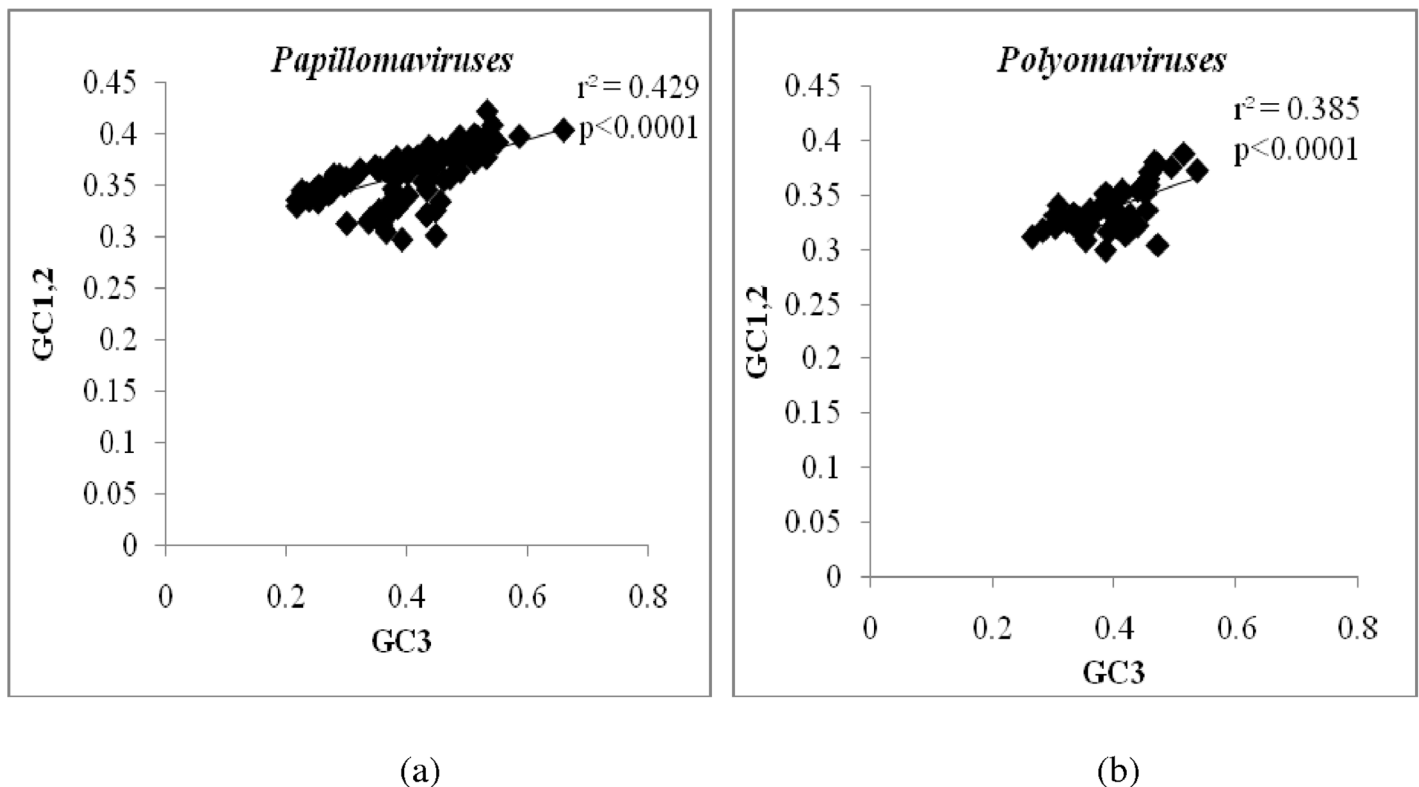 Papillomaviruses
r² = 0.429
p<0.0001
0.45
0.4
0.35
0.3
0.25
0.2
0.15
0.1
0.05
0
GC1,2
0 0.2 0.4 0.6 0.8
GC3
(a)
Polyomaviruses
r² = 0.385
p<0.0001
0.45
0.4
0.35
0.3
0.25
0.2
0.15
0.1
0.05
0
GC1,2
0 0.2 0.4 0.6 0.8
GC3
(b)